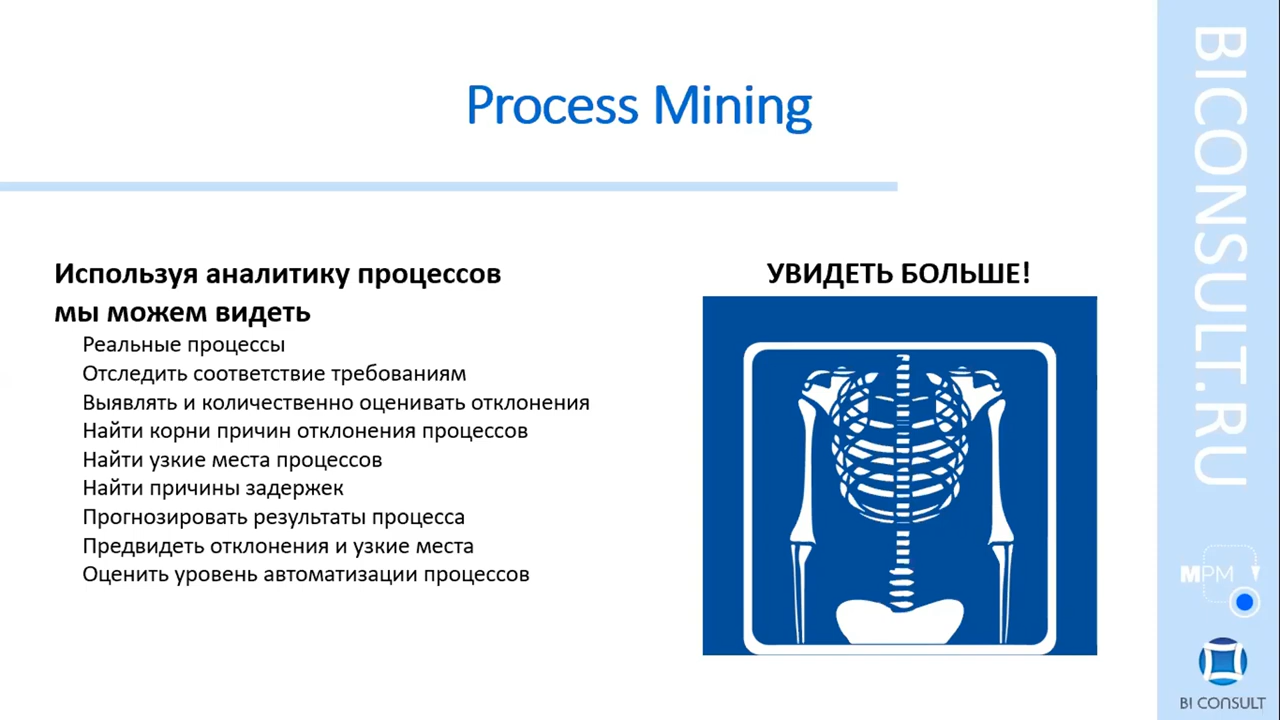 Process Mining
Используя аналитику процессов
мы можем видеть
Реальные процессы
Отследить соответствие требованиям
Выявлять и количественно оценивать отклонения
Найти корни причин отклонения процессов
Найти узкие места процессов
Найти причины задержек
Прогнозировать результаты процесса
Предвидеть отклонения и узкие места
Оценить уровень автоматизации процессов
УВИДЕТЬ БОЛЬШЕ!
BICONSULT.RU
MPM
BI CONSULT